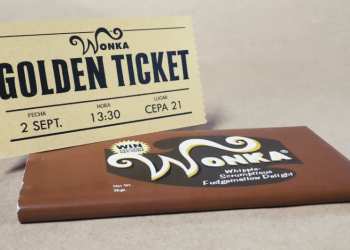 WONKA
GOLDEN TICKET
FECHA HORA LUGAR
2 SEPT. 13:30 CEPA 21
WIN
WONKA
Whipple-
Scrumptious
Fudgemallow Delight